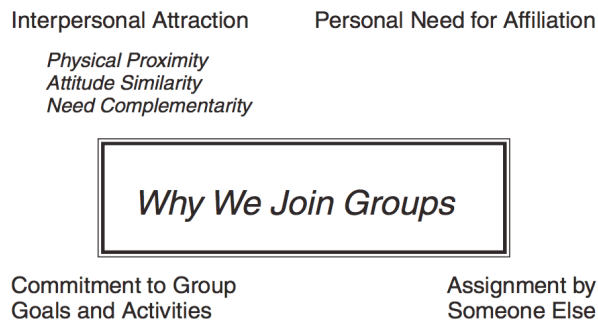 Interpersonal Attraction
Personal Need for Affiliation
Physical Proximity
Attitude Similarity
Need Complementarity
Why We Join Groups
Commitment to Group
Goals and Activities
Assignment by
Someone Else